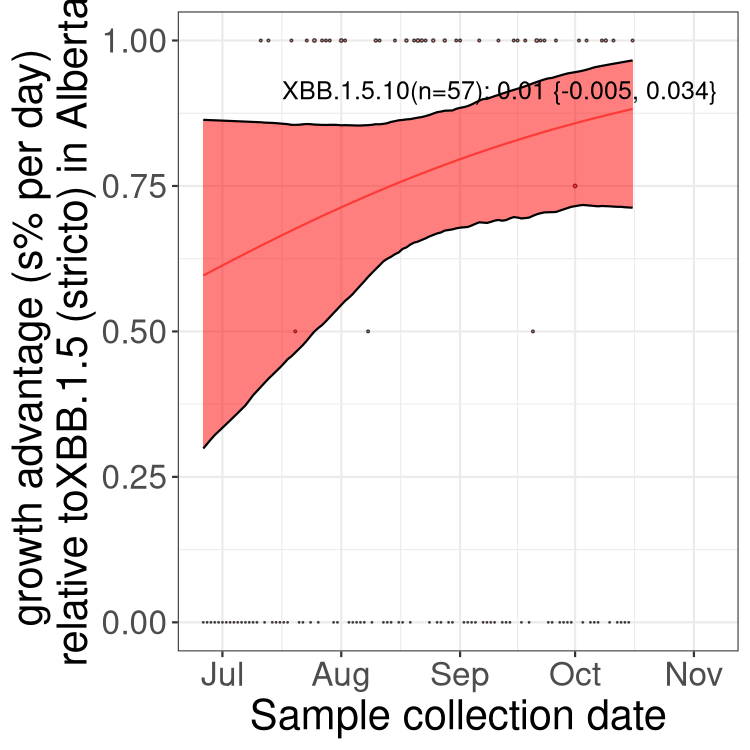 growth advantage (s% per day)
relative toXBB.1.5 (stricto) in Alberta
1.00
0.75
0.50
0.25
0.00
XBB.1.5.10(n=57): 0.01 {-0.005, 0.034}
Jul Aug Sep Oct Nov
Sample collection date